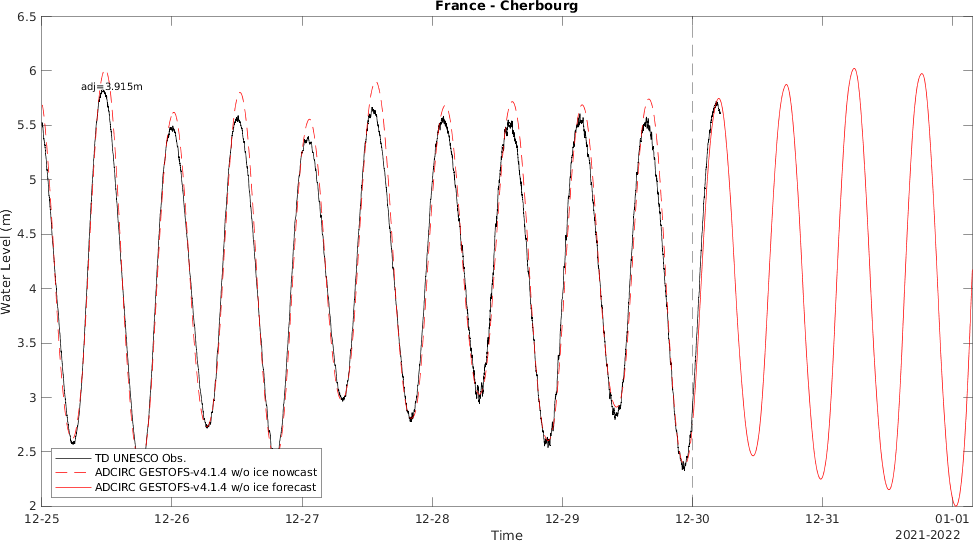 France - Cherbourg
6.5
6
5.5
5
4.5
4
3.5
3
2.5
2
Water Level (m)
adj=3.915m
TD UNESCO Obs.
ADCIRC GESTOFS-v4.1.4 w/o ice nowcast
ADCIRC GESTOFS-v4.1.4 w/o ice forecast
12-25 12-26 12-27 12-28 12-29 12-30 12-31 01-01
Time
2021-2022